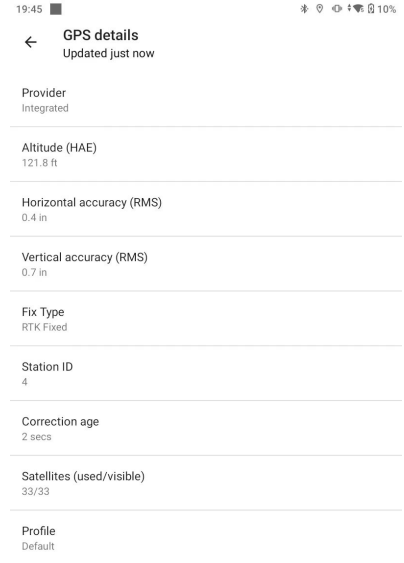 19:45
10%
GPS details
Updated just now
Provider
Integrated
Altitude (HAE)
121.8 ft
Horizontal accuracy (RMS)
0.4 in
Vertical accuracy (RMS)
0.7 in
Fix Type
RTK Fixed
Station ID
4
Correction age
2 secs
Satellites (used/visible)
33/33
Profile
Default